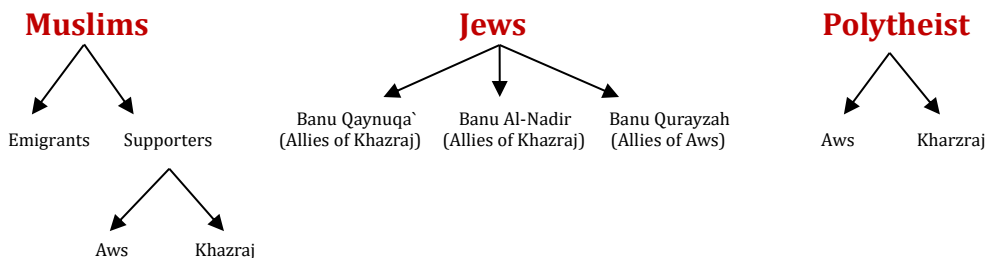 Muslims
Jews
Polytheist
Emigrants
Supporters
Banu Qaynuqa`
(Allies of Khazraj)
Banu Al-Nadir
(Allies of Khazraj)
Banu Qurayzah
(Allies of Aws)
Aws
Kharzraj
Aws
Khazraj